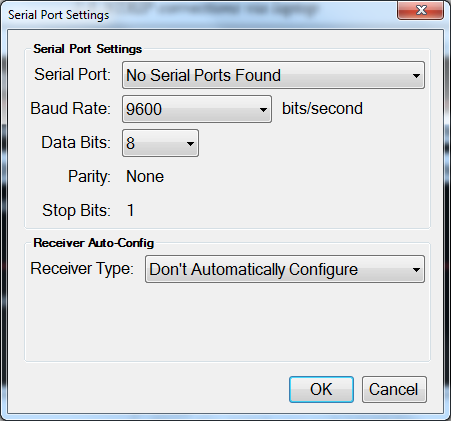 Serial Port Settings
Serial Port Settings
Serial Port: No Serial Ports Found
Baud Rate: 9600 bits/second
Data Bits: 8
Parity: None
Stop Bits: 1
Receiver Auto-Config
Receiver Type: Don't Automatically Configure
OK Cancel